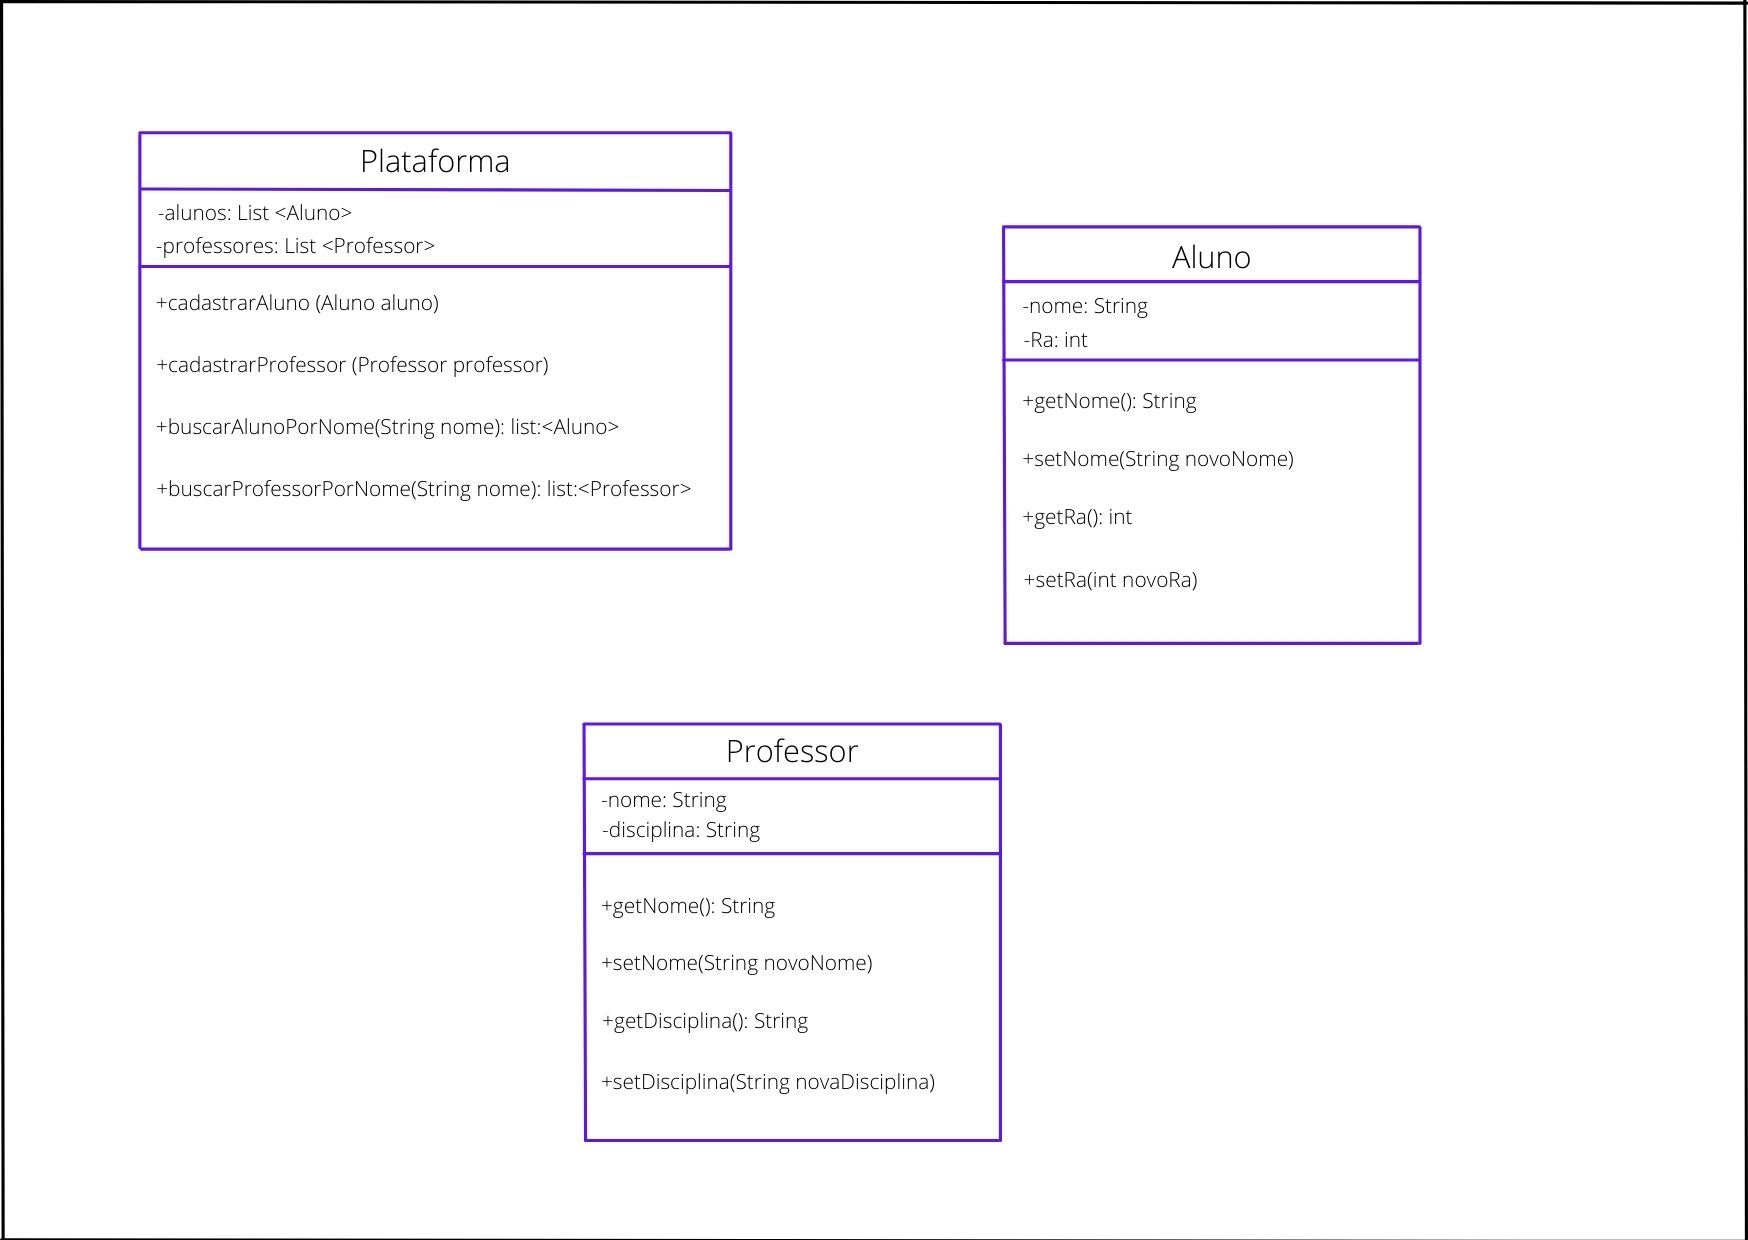 Plataforma
-alunos: List <Aluno>
-professores: List <Professor>
+cadastrarAluno (Aluno aluno)
+cadastrarProfessor (Professor professor)
+buscarAlunoPorNome(String nome): list:<Aluno>
+buscarProfessorPorNome(String nome): list:<Professor>
Aluno
-nome: String
-Ra: int
+getNome(): String
+setNome(String novoNome)
+getRa(): int
+setRa(int novoRa)
Professor
-nome: String
-disciplina: String
+getNome(): String
+setNome(String novoNome)
+getDisciplina(): String
+setDisciplina(String novaDisciplina)